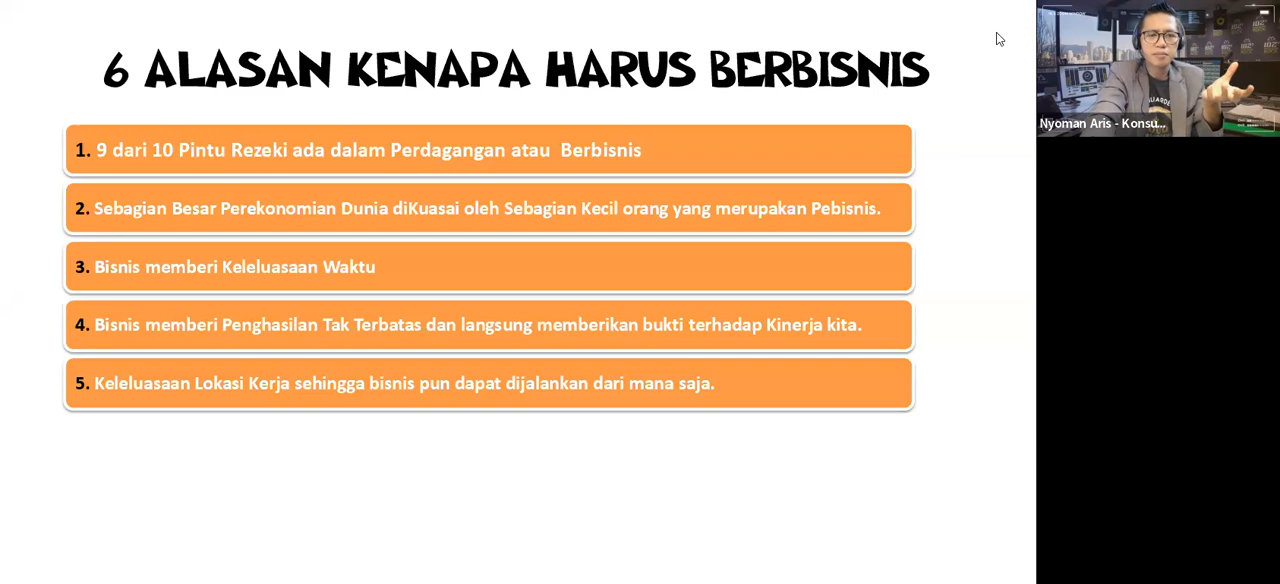 6 ALASAN KENAPA HARUS BERBISNIS
1. 9 dari 10 Pintu Rezeki ada dalam Perdagangan atau Berbisnis
2. Sebagian Besar Perekonomian Dunia diKuasai oleh Sebagian Kecil orang yang merupakan Pebisnis.
3. Bisnis memberi Keleluasaan Waktu
4. Bisnis memberi Penghasilan Tak Terbatas dan langsung memberikan bukti terhadap Kinerja kita.
5. Keleluasaan Lokasi Kerja sehingga bisnis pun dapat dijalankan dari mana saja.
Nyoman Aris - Konsu...